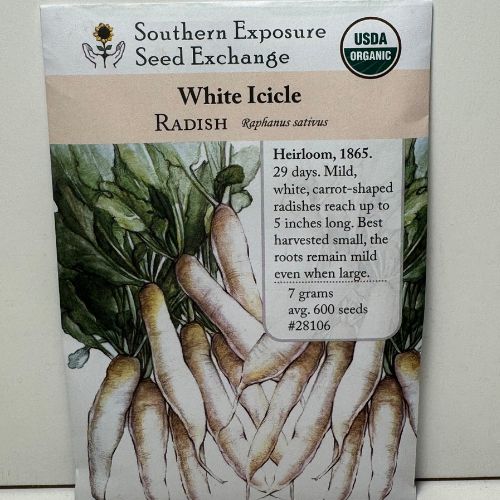 Southern Exposure
Seed Exchange
USDA
ORGANIC
White Icicle
RADISH Raphanus sativus
Heirloom, 1865.
29 days. Mild,
white, carrot-shaped
radishes reach up to
5 inches long. Best
harvested small, the
roots remain mild
even when large.
7 grams
avg. 600 seeds
#28106